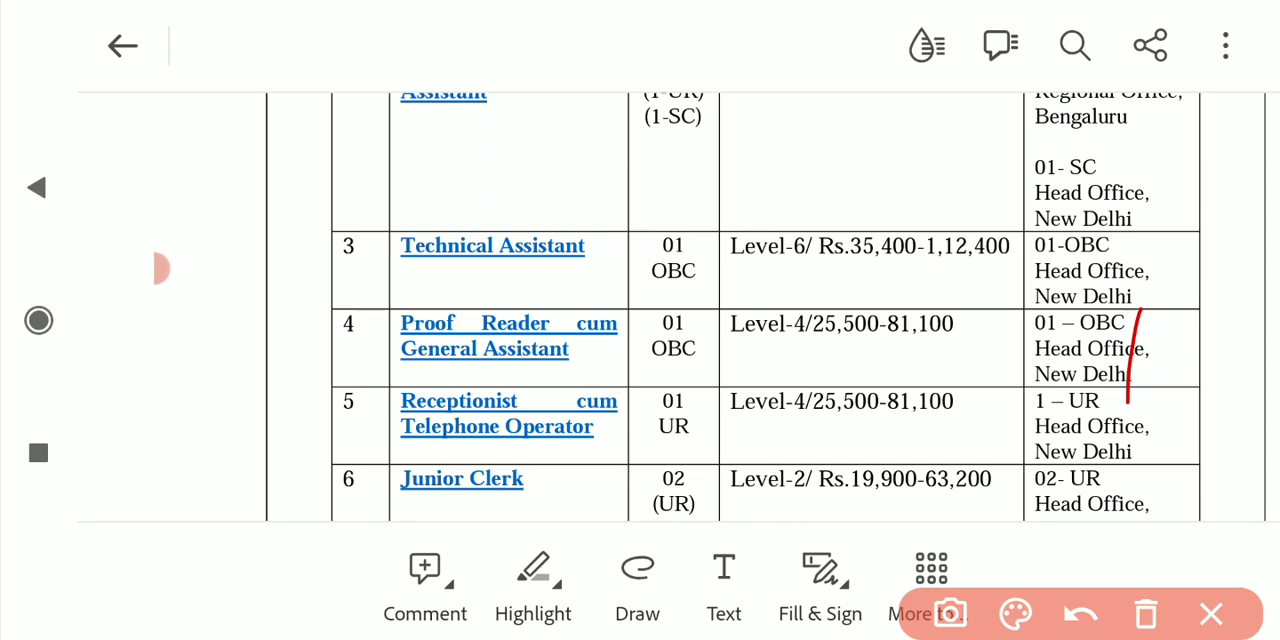 Assistant
(1-UR)
(1-SC)
Regional Office,
Bengaluru
01- SC
Head Office,
New Delhi
3
Technical Assistant
01
OBC
Level-6/ Rs.35,400-1,12,400
01-OBC
Head Office,
New Delhi
4
Proof Reader cum
General Assistant
01
OBC
Level-4/25,500-81,100
01 – OBC
Head Office,
New Delhi
5
Receptionist cum
Telephone Operator
01
UR
Level-4/25,500-81,100
1 – UR
Head Office,
New Delhi
6
Junior Clerk
02
(UR)
Level-2/ Rs.19,900-63,200
02- UR
Head Office,
Comment
Highlight
Draw
Text
Fill & Sign
More to..